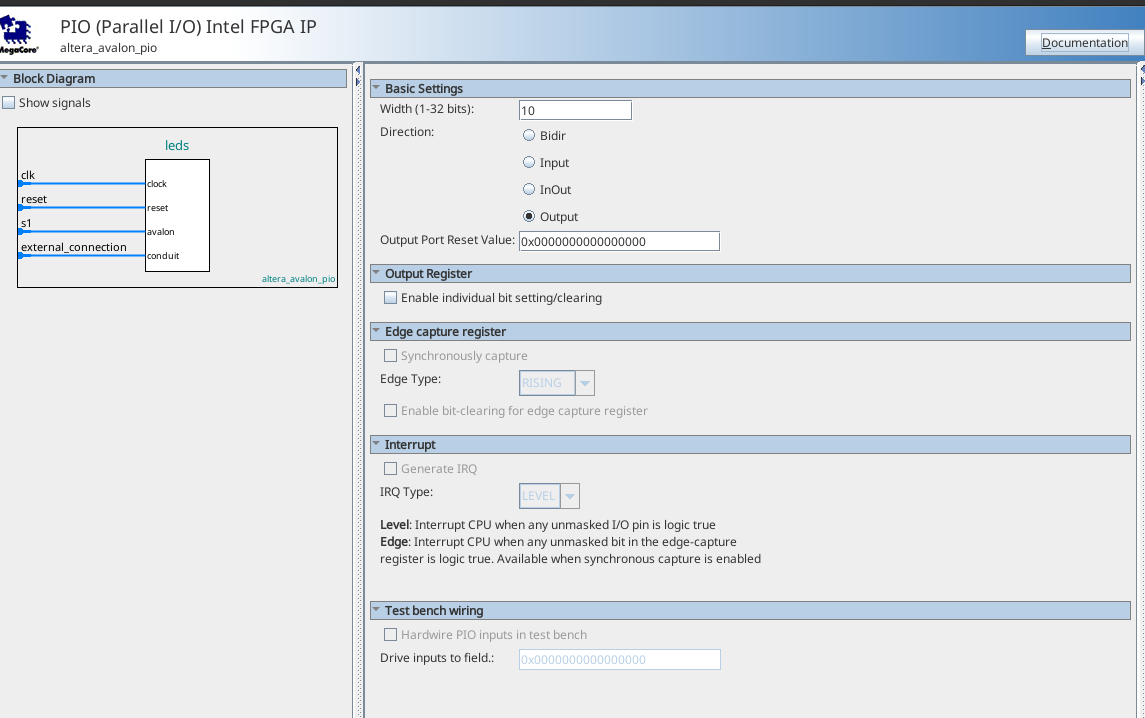 PIO (Parallel I/O) Intel FPGA IP
altera_avalon_pio
MegaCore®
Documentation
Block Diagram
Show signals
leds
clk
clock
reset
reset
s1
avalon
external_connection
conduit
altera_avalon_pio
Basic Settings
Width (1-32 bits): 10
Direction:
Bidir
Input
InOut
Output
Output Port Reset Value: 0x0000000000000000
Output Register
Enable individual bit setting/clearing
Edge capture register
Synchronously capture
Edge Type: RISING
Enable bit-clearing for edge capture register
Interrupt
Generate IRQ
IRQ Type: LEVEL
Level: Interrupt CPU when any unmasked I/O pin is logic true
Edge: Interrupt CPU when any unmasked bit in the edge-capture
register is logic true. Available when synchronous capture is enabled
Test bench wiring
Hardwire PIO inputs in test bench
Drive inputs to field.: 0x0000000000000000